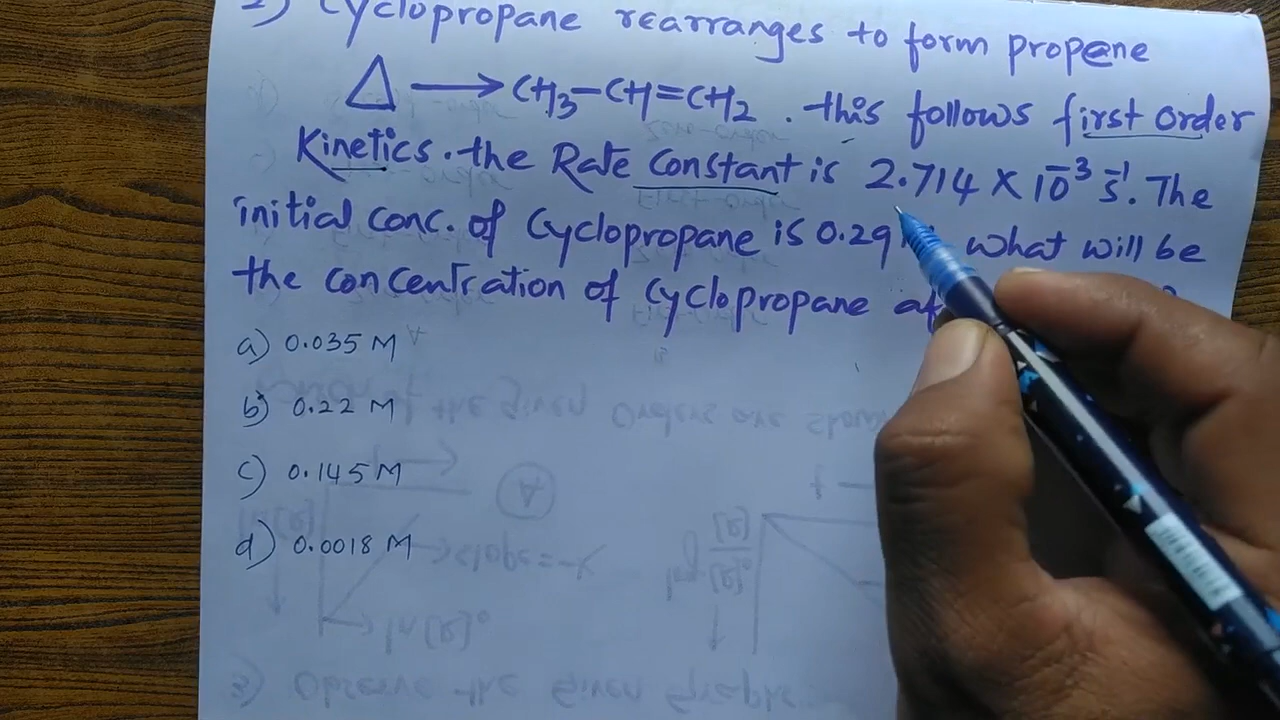 2) Cyclopropane rearranges to form propene
△ ⟶ CH₃–CH=CH₂ . this follows first order
Kinetics. the Rate Constant is 2.714 × 10⁻³ s⁻¹. The
initial conc. of Cyclopropane is 0.29 what will be
the concentration of cyclopropane
a) 0.035 M
b) 0.22 M
c) 0.145 M
d) 0.0018 M